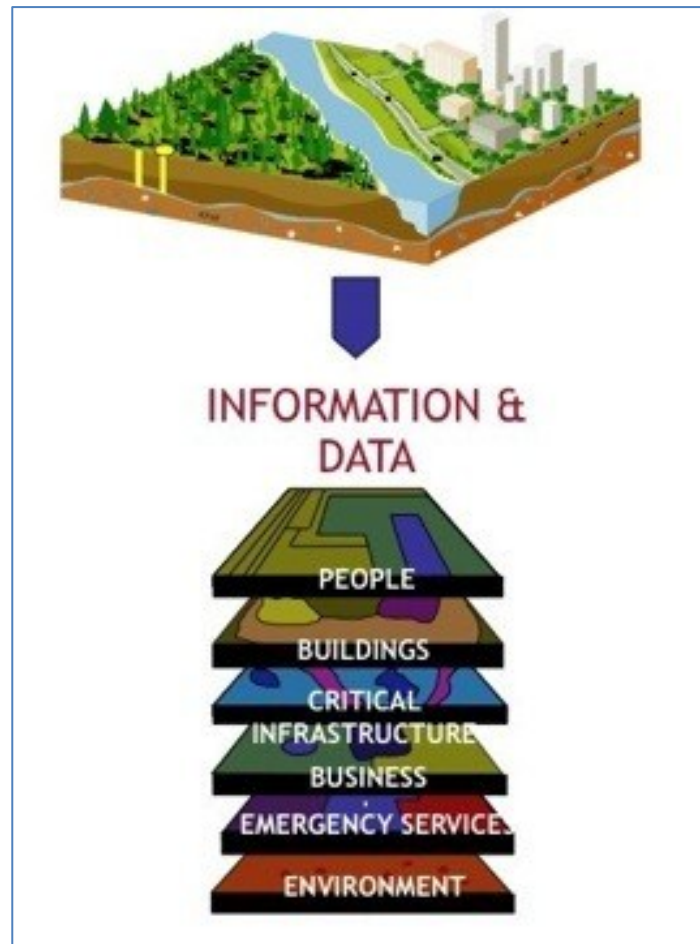 INFORMATION &
DATA
PEOPLE
BUILDINGS
CRITICAL
INFRASTRUCTURE
BUSINESS
EMERGENCY SERVICES
ENVIRONMENT